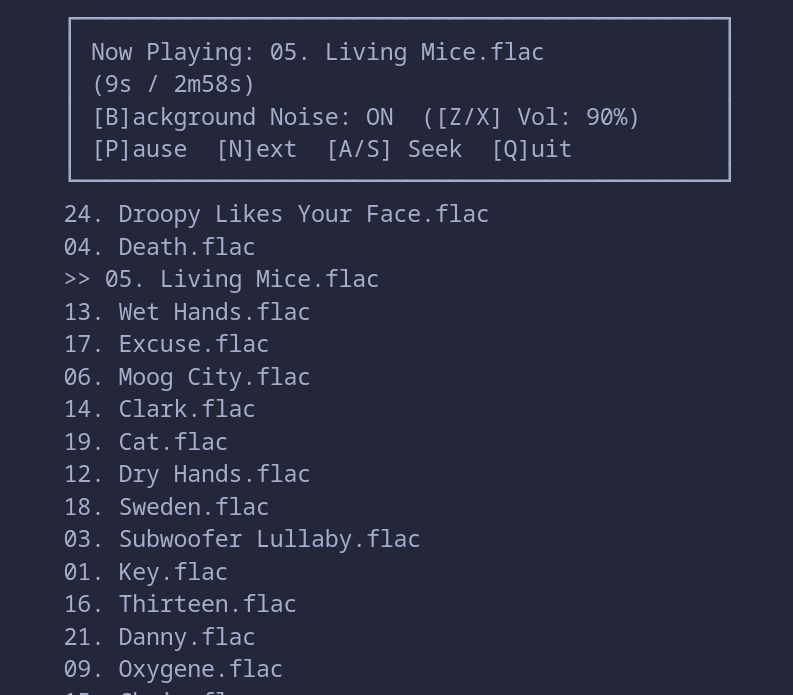 Now Playing: 05. Living Mice.flac
(9s / 2m58s)
[B]ackground Noise: ON  ([Z/X] Vol: 90%)
[P]ause  [N]ext  [A/S] Seek  [Q]uit
24. Droopy Likes Your Face.flac
04. Death.flac
>> 05. Living Mice.flac
13. Wet Hands.flac
17. Excuse.flac
06. Moog City.flac
14. Clark.flac
19. Cat.flac
12. Dry Hands.flac
18. Sweden.flac
03. Subwoofer Lullaby.flac
01. Key.flac
16. Thirteen.flac
21. Danny.flac
09. Oxygene.flac